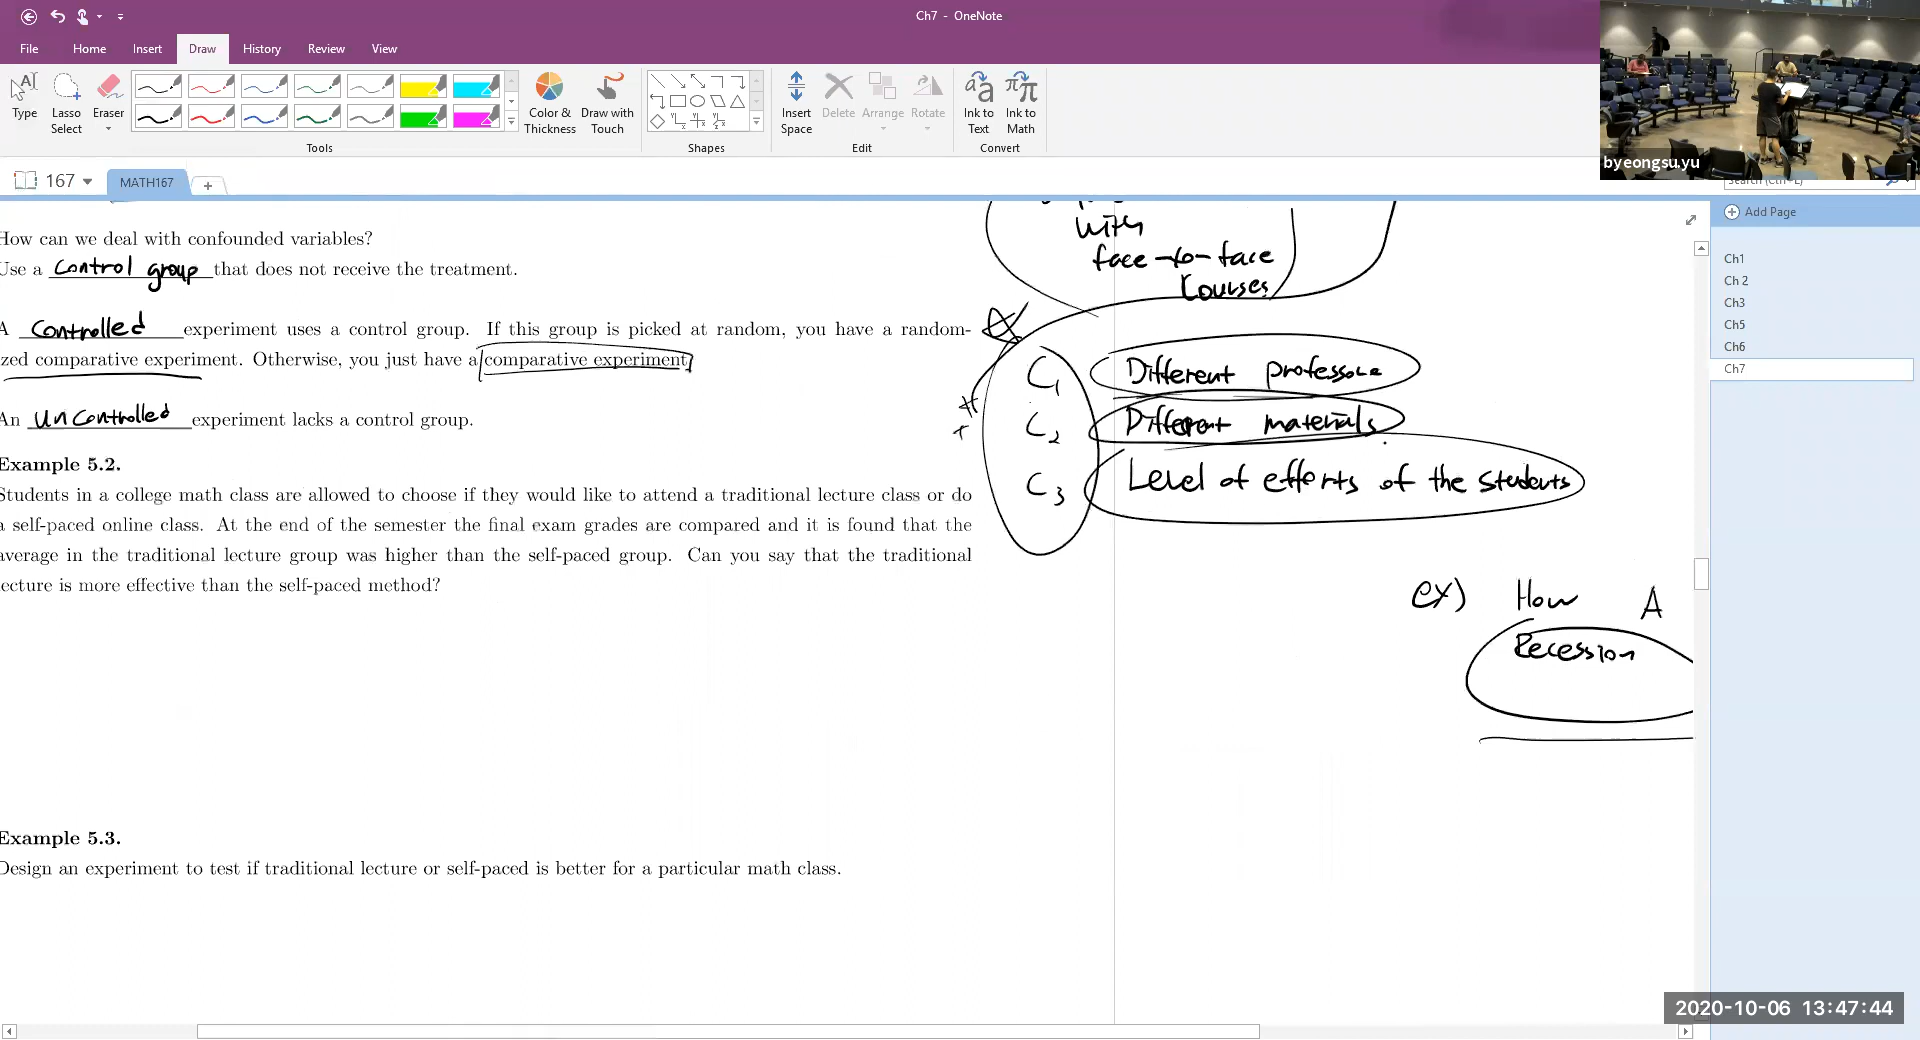 Ch7 - OneNote
File Home Insert Draw History Review View
Type
Lasso Select
Eraser
Color & Thickness
Draw with Touch
Insert Space
Delete
Arrange
Rotate
Ink to Text
Ink to Math
Tools
Shapes
Edit
Convert
byeongsu.yu
167
MATH167
Search (Ctrl+E)
Add Page
Ch1
Ch 2
Ch3
Ch5
Ch6
Ch7
How can we deal with confounded variables?
Use a control group that does not receive the treatment.
A Controlled experiment uses a control group. If this group is picked at random, you have a random-
ized comparative experiment. Otherwise, you just have a comparative experiment.
An Uncontrolled experiment lacks a control group.
Example 5.2.
Students in a college math class are allowed to choose if they would like to attend a traditional lecture class or do
a self-paced online class. At the end of the semester the final exam grades are compared and it is found that the
average in the traditional lecture group was higher than the self-paced group. Can you say that the traditional
lecture is more effective than the self-paced method?
Example 5.3.
Design an experiment to test if traditional lecture or self-paced is better for a particular math class.
with
face-to-face
Courses
C1 Different professors
C2 Different materials
C3 Level of efforts of the students
ex) How A
Recession
2020-10-06 13:47:44